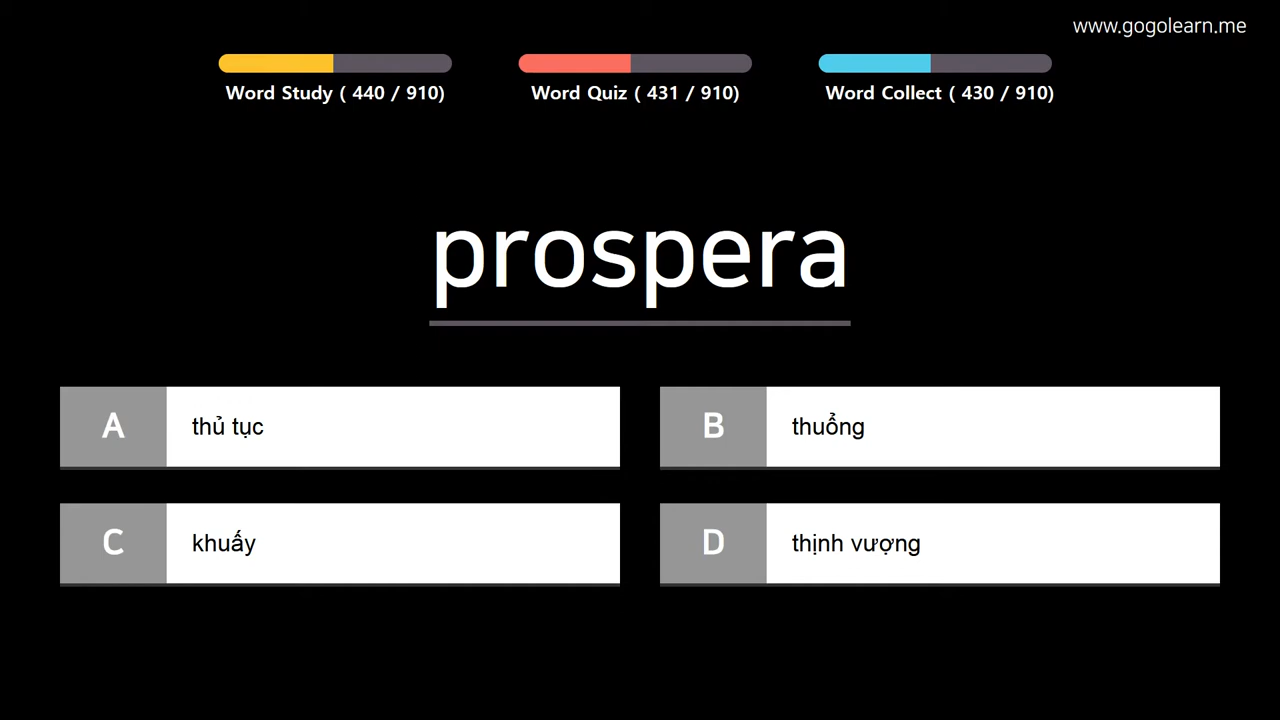 www.gogolearn.me
Word Study ( 440 / 910)
Word Quiz ( 431 / 910)
Word Collect ( 430 / 910)
prospera
A thủ tục
B thuổng
C khuấy
D thịnh vượng